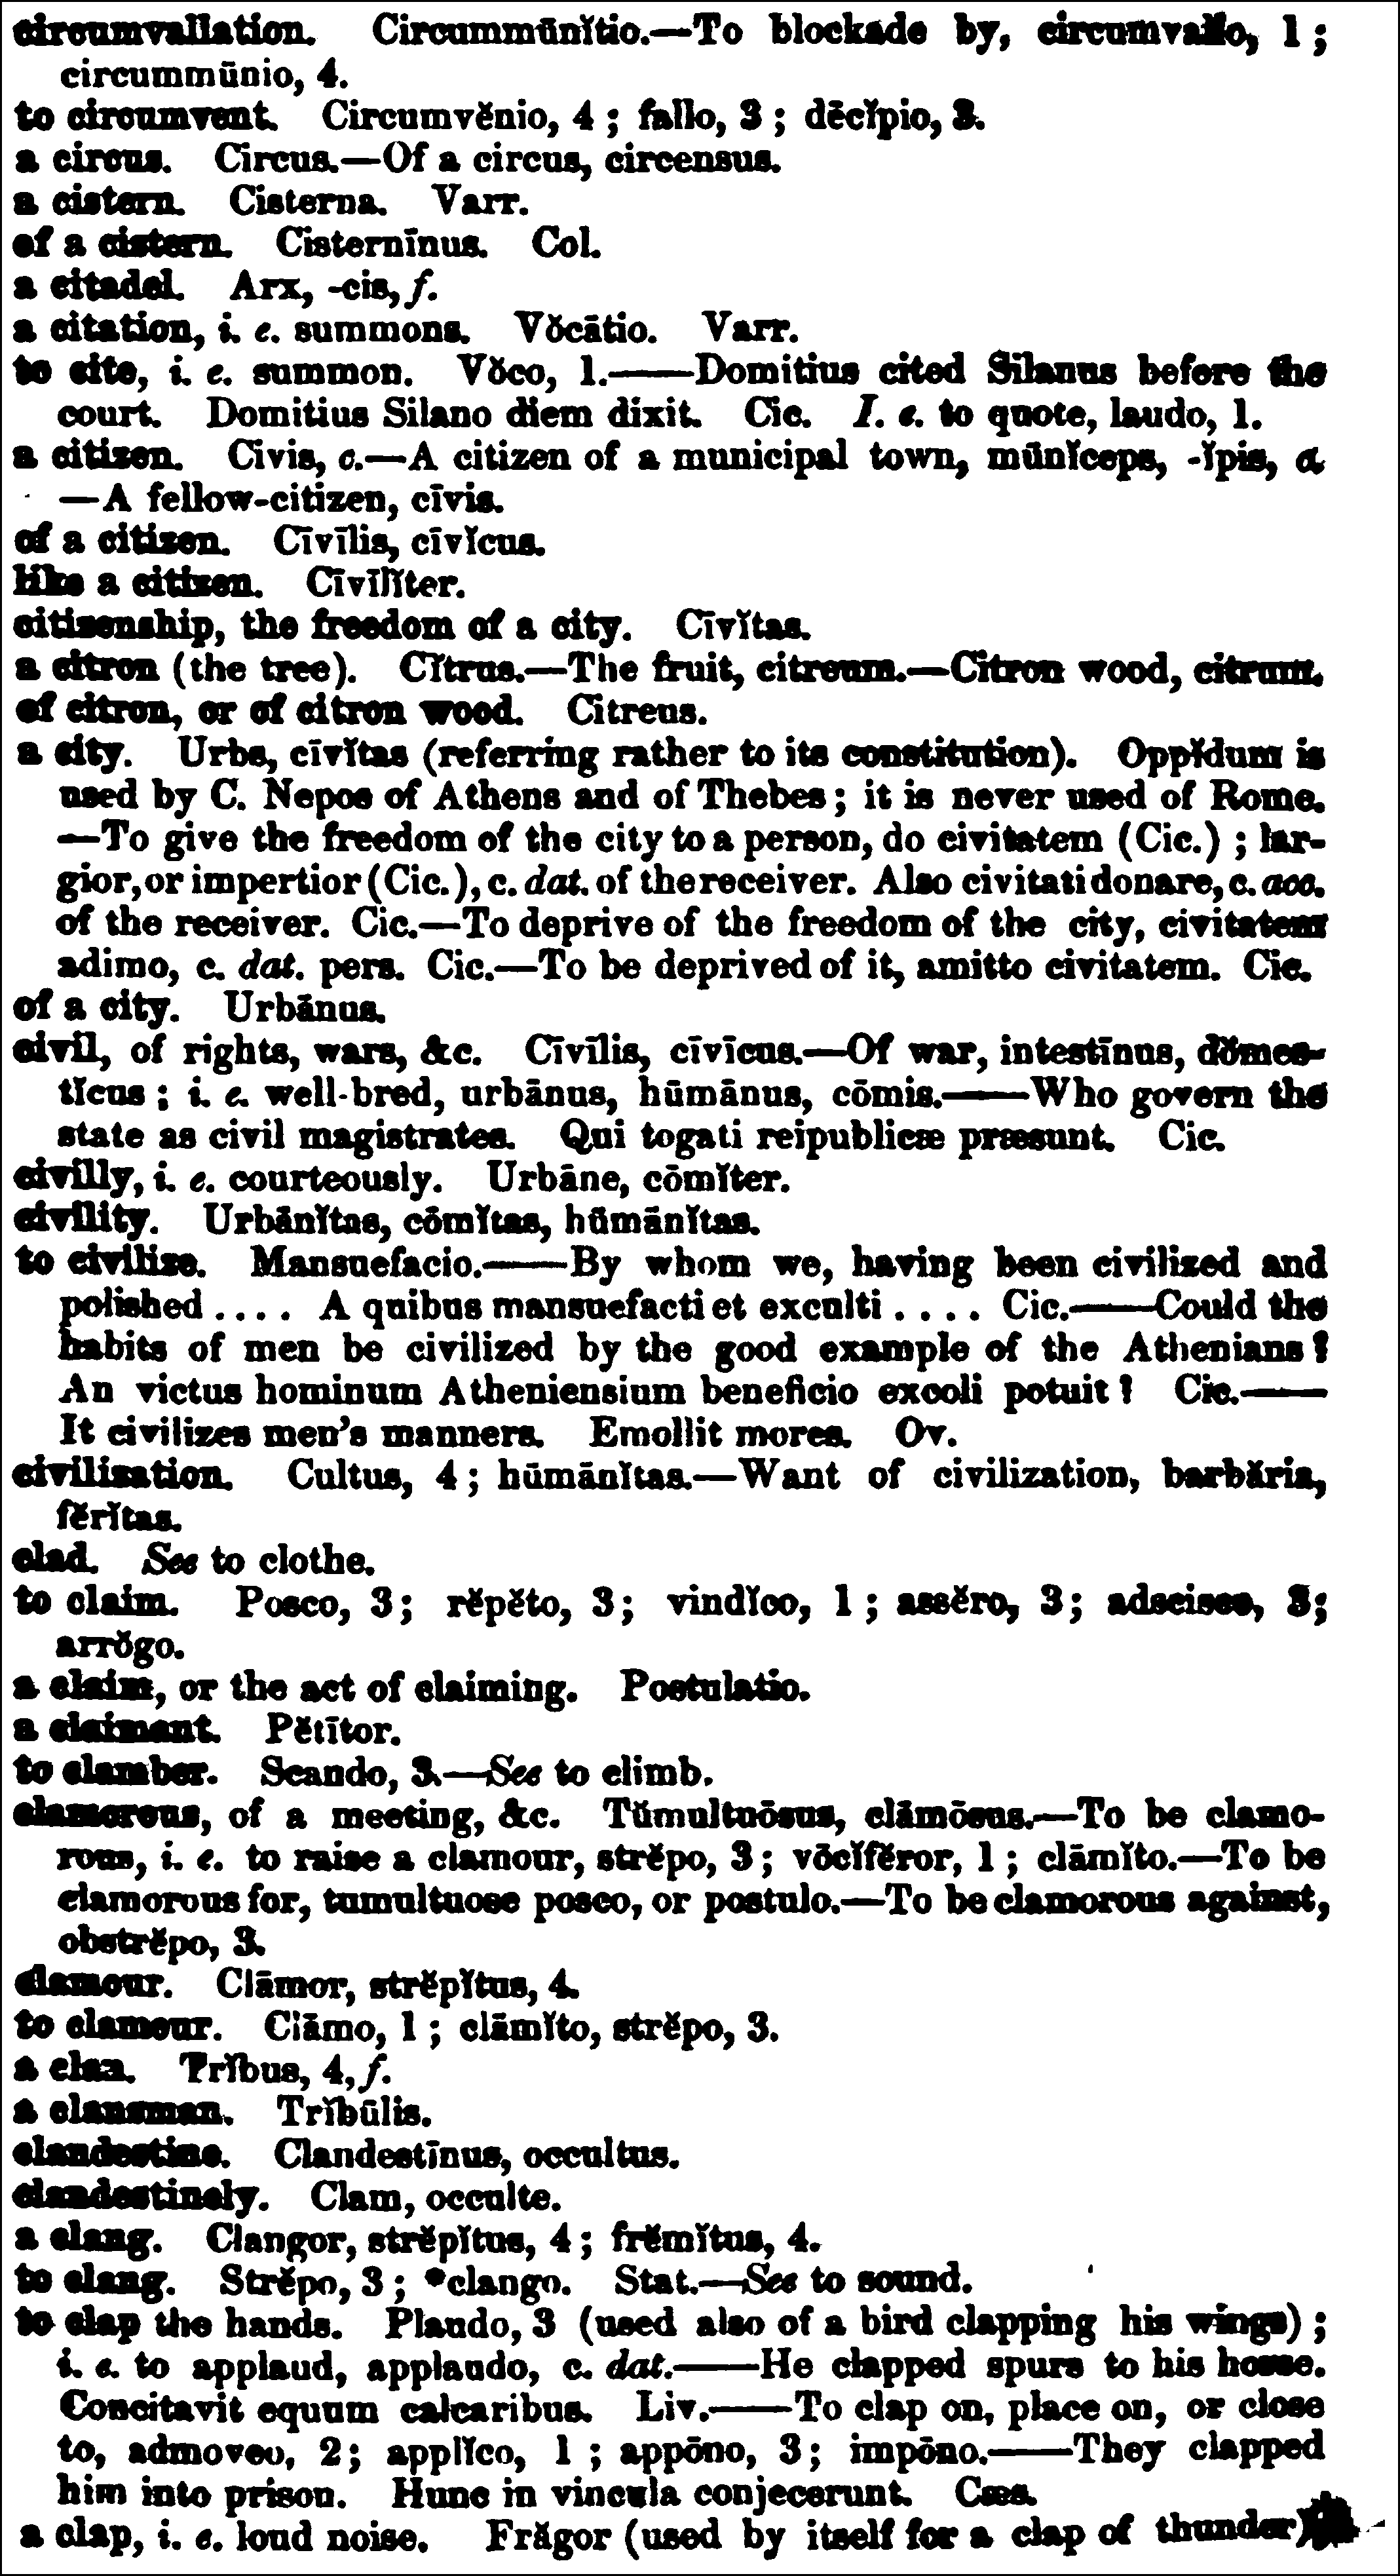 circumvallation. Circummūnĭtio.—To blockade by, circumvallo, 1;
circummūnio, 4.
to circumvent. Circumvĕnio, 4; fallo, 3; dēcĭpio, 3.
a circus. Circus.—Of a circus, circensus.
a cistern. Cisterna. Varr.
of a cistern. Cisternīnus. Col.
a citadel. Arx, -cis, f.
a citation, i. e. summons. Vŏcātio. Varr.
to cite, i. e. summon. Vŏco, 1.——Domitius cited Silanus before the
court. Domitius Silano diem dixit. Cic. I. e. to quote, laudo, 1.
a citizen. Civis, c.—A citizen of a municipal town, mūnĭceps, -ĭpis, c.
—A fellow-citizen, cīvis.
of a citizen. Cīvīlis, cīvĭcus.
like a citizen. Cīvīlĭter.
citizenship, the freedom of a city. Cīvĭtas.
a citron (the tree). Cĭtrus.—The fruit, citreum.—Citron wood, citrum.
of citron, or of citron wood. Citreus.
a city. Urbs, cīvĭtas (referring rather to its constitution). Oppĭdum is
used by C. Nepos of Athens and of Thebes; it is never used of Rome.
—To give the freedom of the city to a person, do civitatem (Cic.); lar-
gior, or impertior (Cic.), c. dat. of the receiver. Also civitati donare, c. acc.
of the receiver. Cic.—To deprive of the freedom of the city, civitatem
adimo, c. dat. pers. Cic.—To be deprived of it, amitto civitatem. Cic.
of a city. Urbānus.
civil, of rights, wars, &c. Cīvīlis, cīvīcus.—Of war, intestīnus, dŏmes-
tĭcus; i. e. well-bred, urbānus, hūmānus, cōmis.——Who govern the
state as civil magistrates. Qui togati reipublicæ præsunt. Cic.
civilly, i. e. courteously. Urbāne, cōmĭter.
civility. Urbānĭtas, cōmĭtas, hūmānĭtas.
to civilize. Mansuefacio.——By whom we, having been civilized and
polished .... A quibus mansuefacti et exculti .... Cic.——Could the
habits of men be civilized by the good example of the Athenians?
An victus hominum Atheniensium beneficio excoli potuit? Cic.——
It civilizes men's manners. Emollit mores. Ov.
civilization. Cultus, 4; hūmānĭtas.—Want of civilization, barbăria,
fĕrĭtas.
clad. See to clothe.
to claim. Posco, 3; rĕpĕto, 3; vindĭco, 1; assĕro, 3; adscisco, 3;
arrŏgo.
a claim, or the act of claiming. Postulatio.
a claimant. Pĕtītor.
to clamber. Scando, 3.—See to climb.
clamorous, of a meeting, &c. Tŭmultuōsus, clāmōsus.—To be clamo-
rous, i. e. to raise a clamour, strĕpo, 3; vōcĭfĕror, 1; clāmĭto.—To be
clamorous for, tumultuose posco, or postulo.—To be clamorous against,
obstrĕpo, 3.
clamour. Clāmor, strĕpĭtus, 4.
to clamour. Clāmo, 1; clāmĭto, strĕpo, 3.
a clan. Trĭbus, 4, f.
a clansman. Trĭbūlis.
clandestine. Clandestīnus, occultus.
clandestinely. Clam, occulte.
a clang. Clangor, strĕpĭtus, 4; frĕmĭtus, 4.
to clang. Strĕpo, 3; *clango. Stat.—See to sound.
to clap the hands. Plaudo, 3 (used also of a bird clapping his wings);
i. e. to applaud, applaudo, c. dat.——He clapped spurs to his horse.
Concitavit equum calcaribus. Liv.——To clap on, place on, or close
to, admoveo, 2; applĭco, 1; appōno, 3; impōno.——They clapped
him into prison. Hunc in vincula conjecerunt. Cæs.
a clap, i. e. loud noise. Frăgor (used by itself for a clap of thunder)